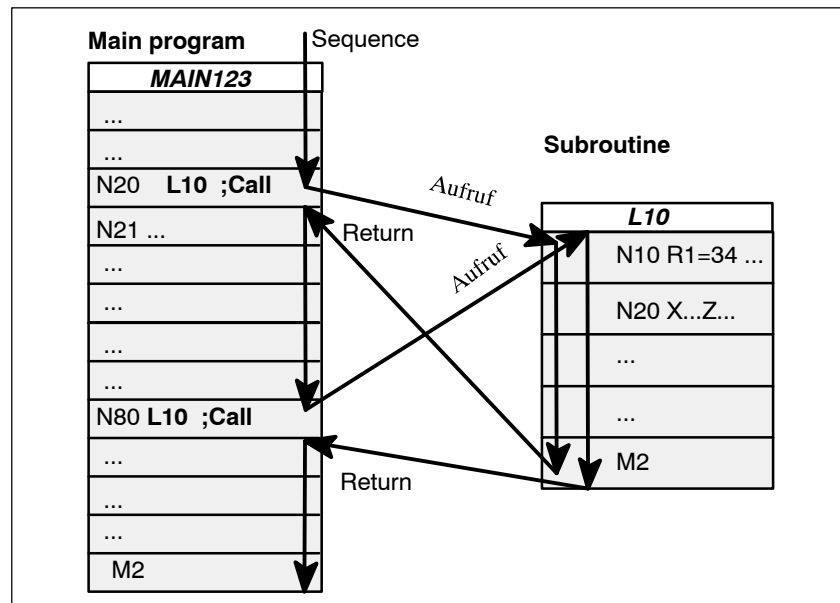 Main program
Sequence
MAIN123
...
...
N20 L10 ;Call
N21 ...
...
...
...
...
N80 L10 ;Call
...
...
...
M2
Aufruf
Return
Aufruf
Return
Subroutine
L10
N10 R1=34 ...
N20 X...Z...
...
...
M2